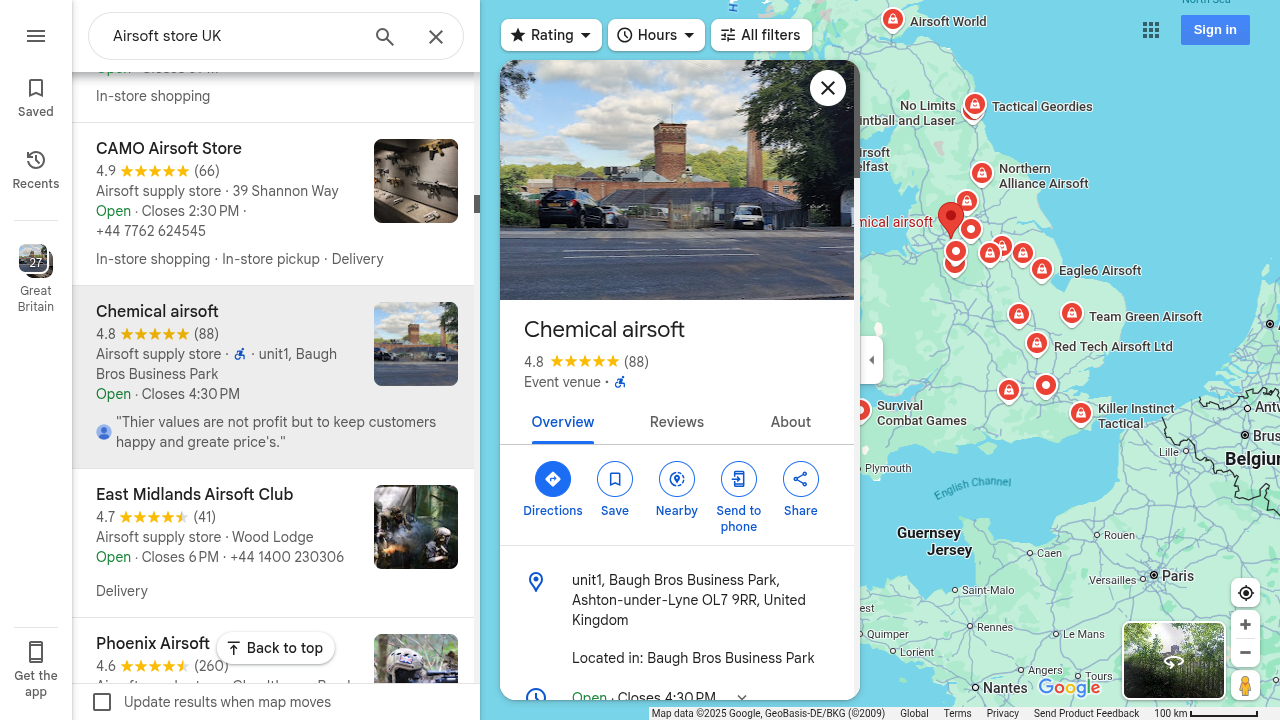 Airsoft store UK
Saved
Recents
27
Great
Britain
Get the
app
In-store shopping
CAMO Airsoft Store
4.9 (66)
Airsoft supply store · 39 Shannon Way
Open · Closes 2:30 PM ·
+44 7762 624545
In-store shopping · In-store pickup · Delivery
Chemical airsoft
4.8 (88)
Airsoft supply store · · unit1, Baugh
Bros Business Park
Open · Closes 4:30 PM
"Thier values are not profit but to keep customers
happy and greate price's."
East Midlands Airsoft Club
4.7 (41)
Airsoft supply store · Wood Lodge
Open · Closes 6 PM · +44 1400 230306
Delivery
Phoenix Airsoft
4.6 (260)
Back to top
Update results when map moves
Rating
Hours
All filters
Sign in
Chemical airsoft
4.8 (88)
Event venue ·
Overview
Reviews
About
Directions
Save
Nearby
Send to
phone
Share
unit1, Baugh Bros Business Park,
Ashton-under-Lyne OL7 9RR, United
Kingdom
Located in: Baugh Bros Business Park
Open · Closes 4:30 PM
North Sea
Airsoft World
No Limits
intball and Laser
Tactical Geordies
irsoft
elfast
Northern
Alliance Airsoft
mical airsoft
Eagle6 Airsoft
Team Green Airsoft
Red Tech Airsoft Ltd
Survival
Combat Games
Killer Instinct
Tactical
Antw
Brus
Lille
Belgium
Plymouth
English Channel
Guernsey
Jersey
Rouen
Caen
Versailles
Paris
Saint-Malo
est
Rennes
Quimper
Le Mans
Lorient
Angers
Tours
Nantes
Google
Map data ©2025 Google, GeoBasis-DE/BKG (©2009)
Global
Terms
Privacy
Send Product Feedback
100 km